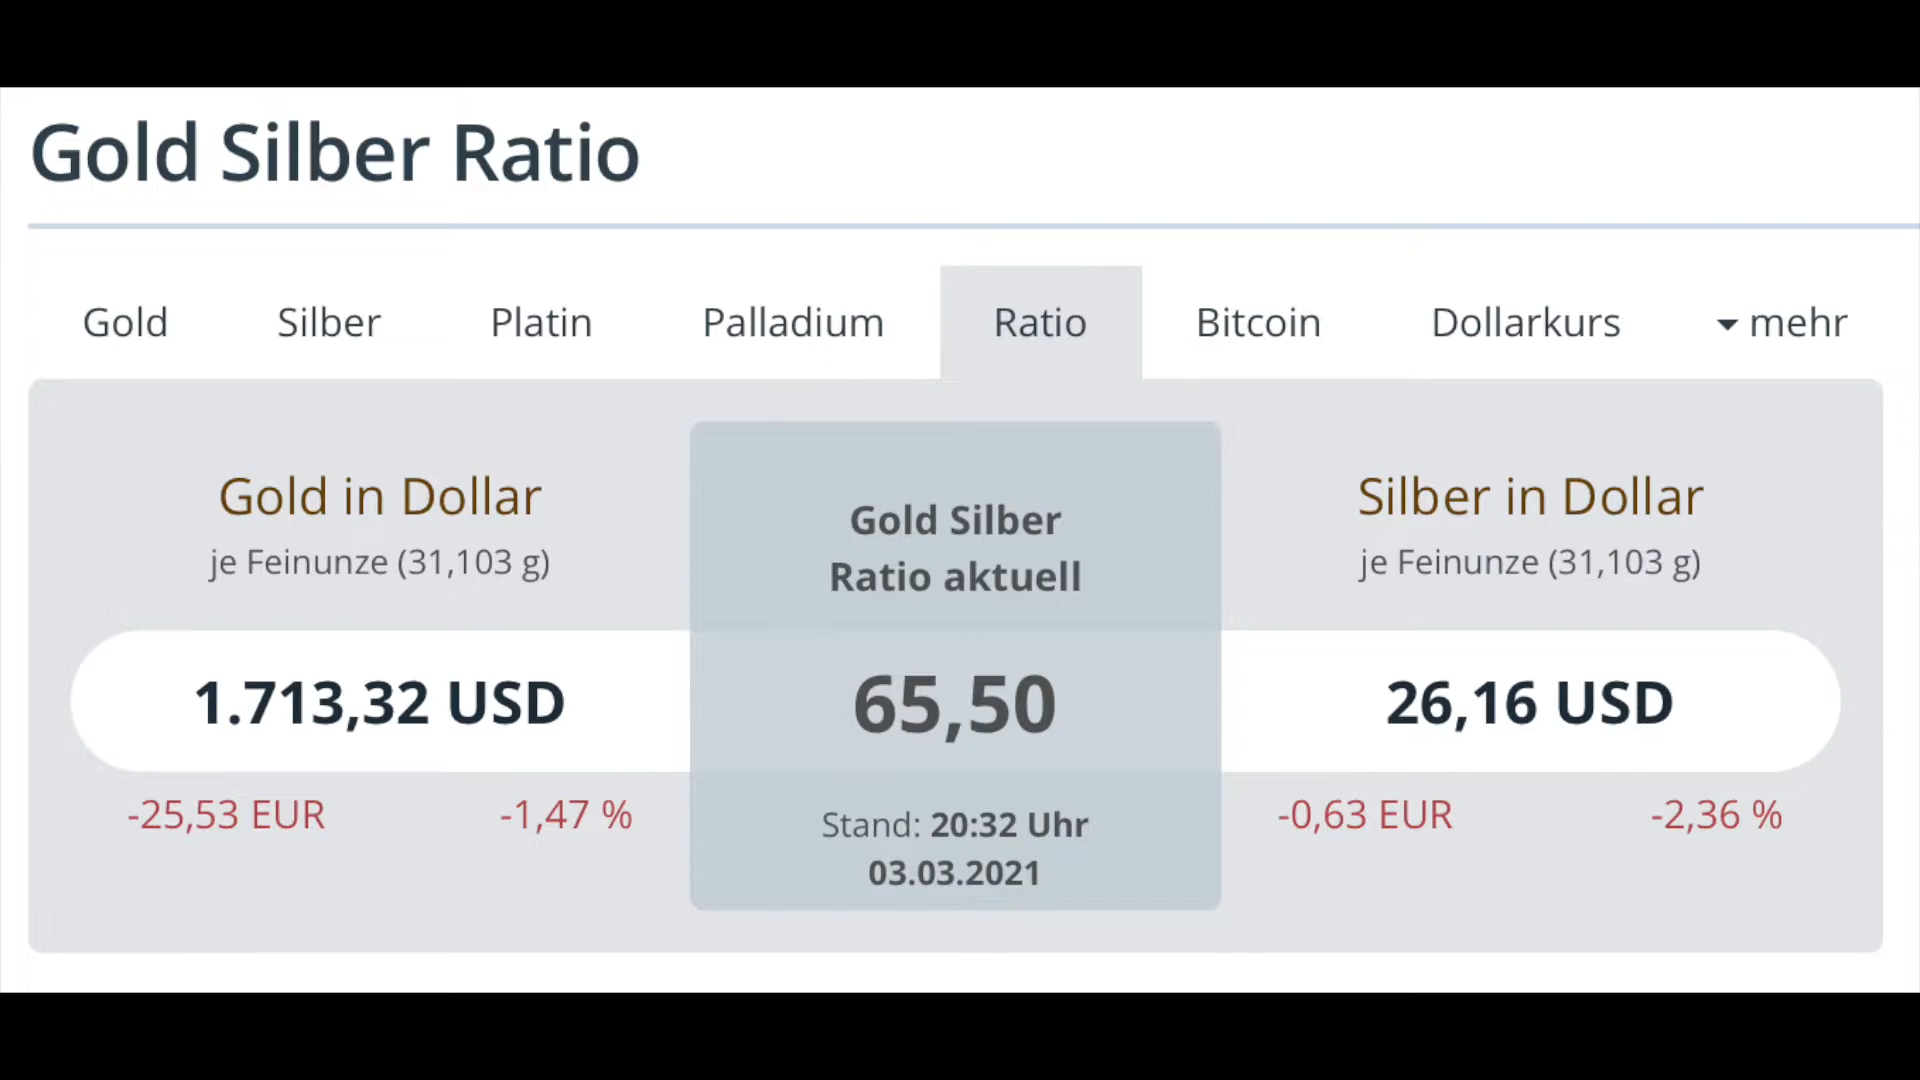 Gold Silber Ratio
Gold Silber Platin Palladium Ratio Bitcoin Dollarkurs mehr
Gold in Dollar
je Feinunze (31,103 g)
1.713,32 USD
-25,53 EUR -1,47 %
Gold Silber
Ratio aktuell
65,50
Stand: 20:32 Uhr
03.03.2021
Silber in Dollar
je Feinunze (31,103 g)
26,16 USD
-0,63 EUR -2,36 %